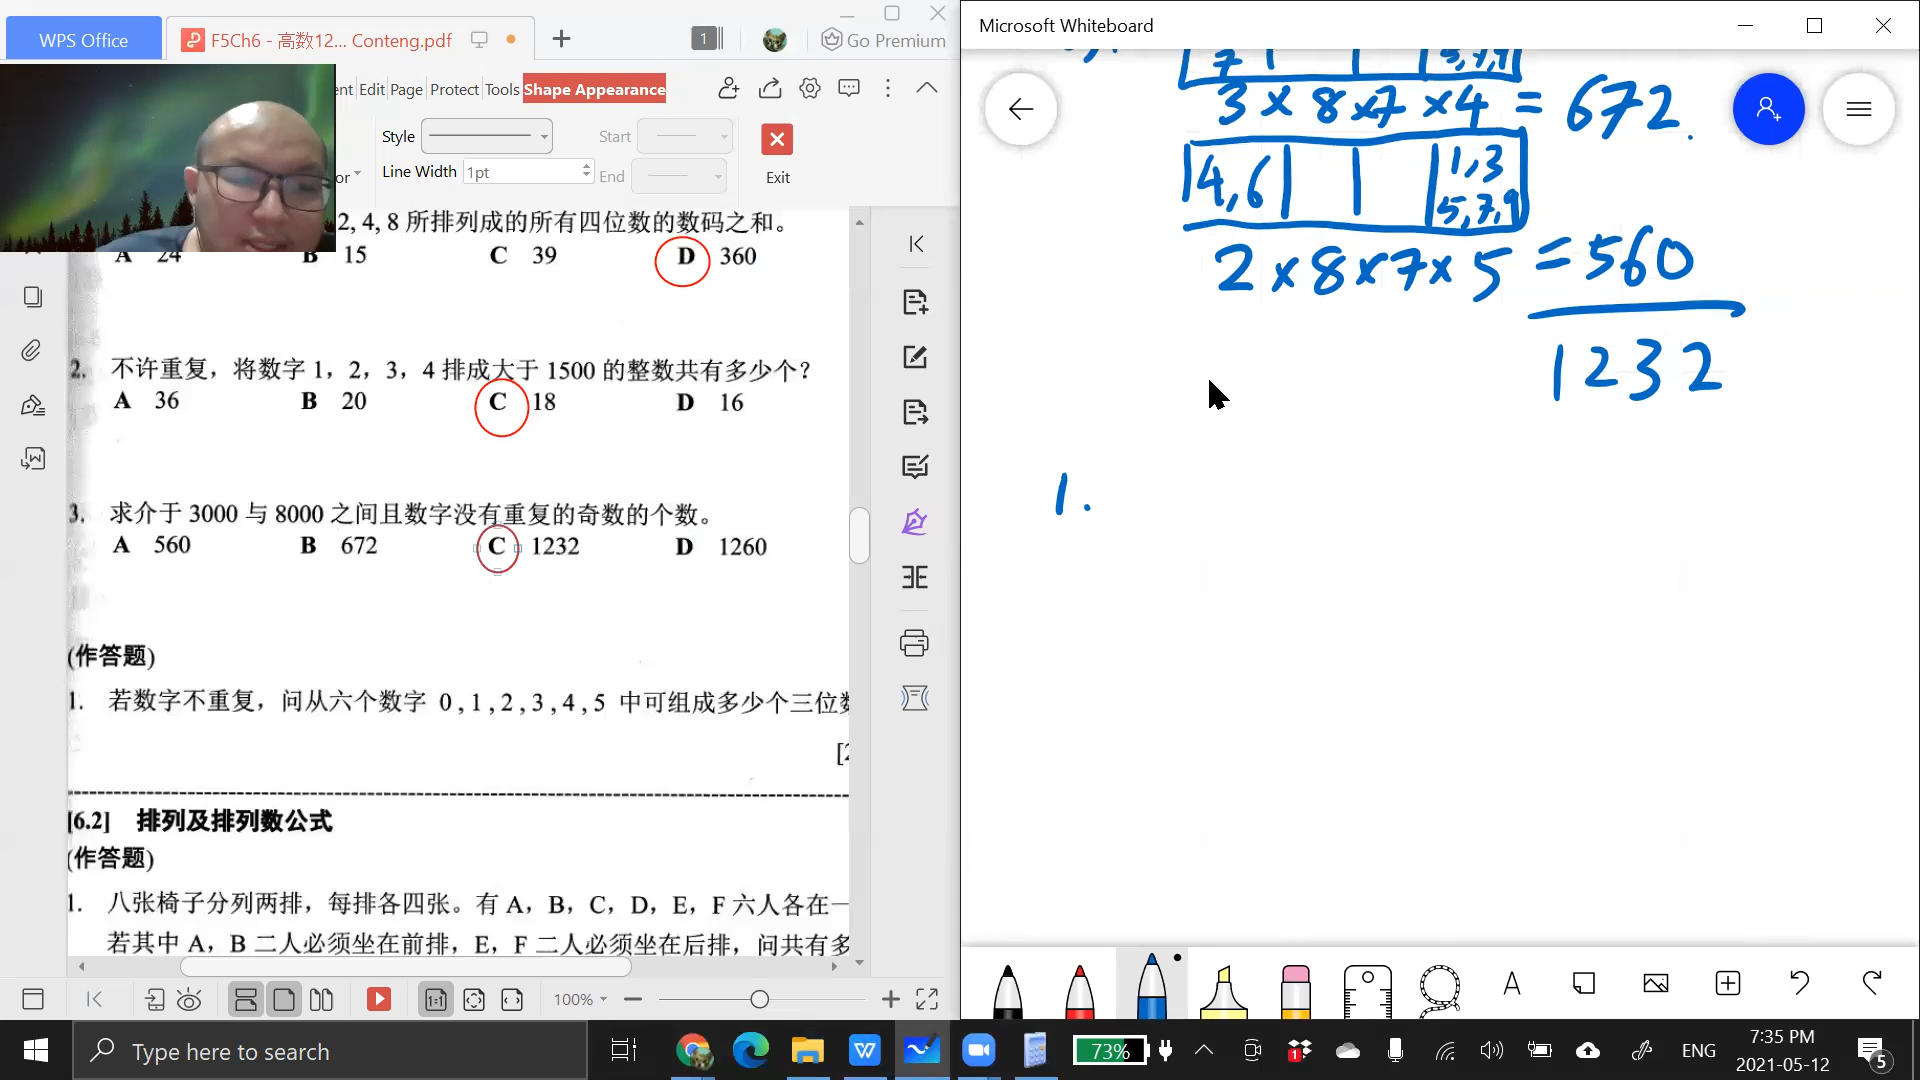 WPS Office
F5Ch6 - 高数12... Conteng.pdf
1
Go Premium
Edit Page Protect Tools Shape Appearance
Style
Start
Line Width 1pt
End
Exit
2, 4, 8 所排列成的所有四位数的数码之和。
A 24 B 15 C 39 D 360
2. 不许重复，将数字 1，2，3，4 排成大于 1500 的整数共有多少个？
A 36 B 20 C 18 D 16
3. 求介于 3000 与 8000 之间且数字没有重复的奇数的个数。
A 560 B 672 C 1232 D 1260
(作答题)
1. 若数字不重复，问从六个数字 0 , 1 , 2 , 3 , 4 , 5 中可组成多少个三位
[6.2] 排列及排列数公式
(作答题)
1. 八张椅子分列两排，每排各四张。有 A，B，C，D，E，F 六人各在一
若其中 A，B 二人必须坐在前排，E，F 二人必须坐在后排，问共有多
100%
Microsoft Whiteboard
3 × 8 × 7 × 4 = 672.
4,6 1,3
5,7,9
2 × 8 × 7 × 5 = 560
1232
1.
Type here to search
73%
1
ENG
7:35 PM
2021-05-12
5